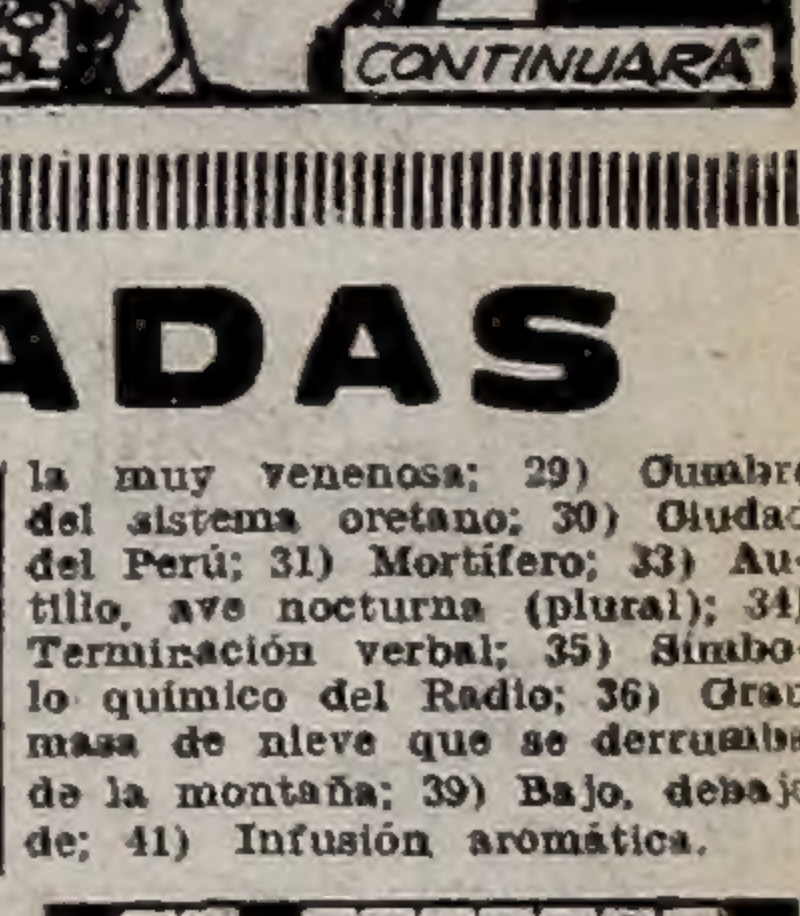 CONTINUARÁ
ADAS
la muy venenosa; 29) Cumbre
del sistema oretano; 30) Ciudad
del Perú; 31) Mortífero; 33) Au-
tillo, ave nocturna (plural); 34)
Terminación verbal; 35) Símbo-
lo químico del Radio; 36) Gran
masa de nieve que se derrumba
de la montaña; 39) Bajo, debajo
de; 41) Infusión aromática.